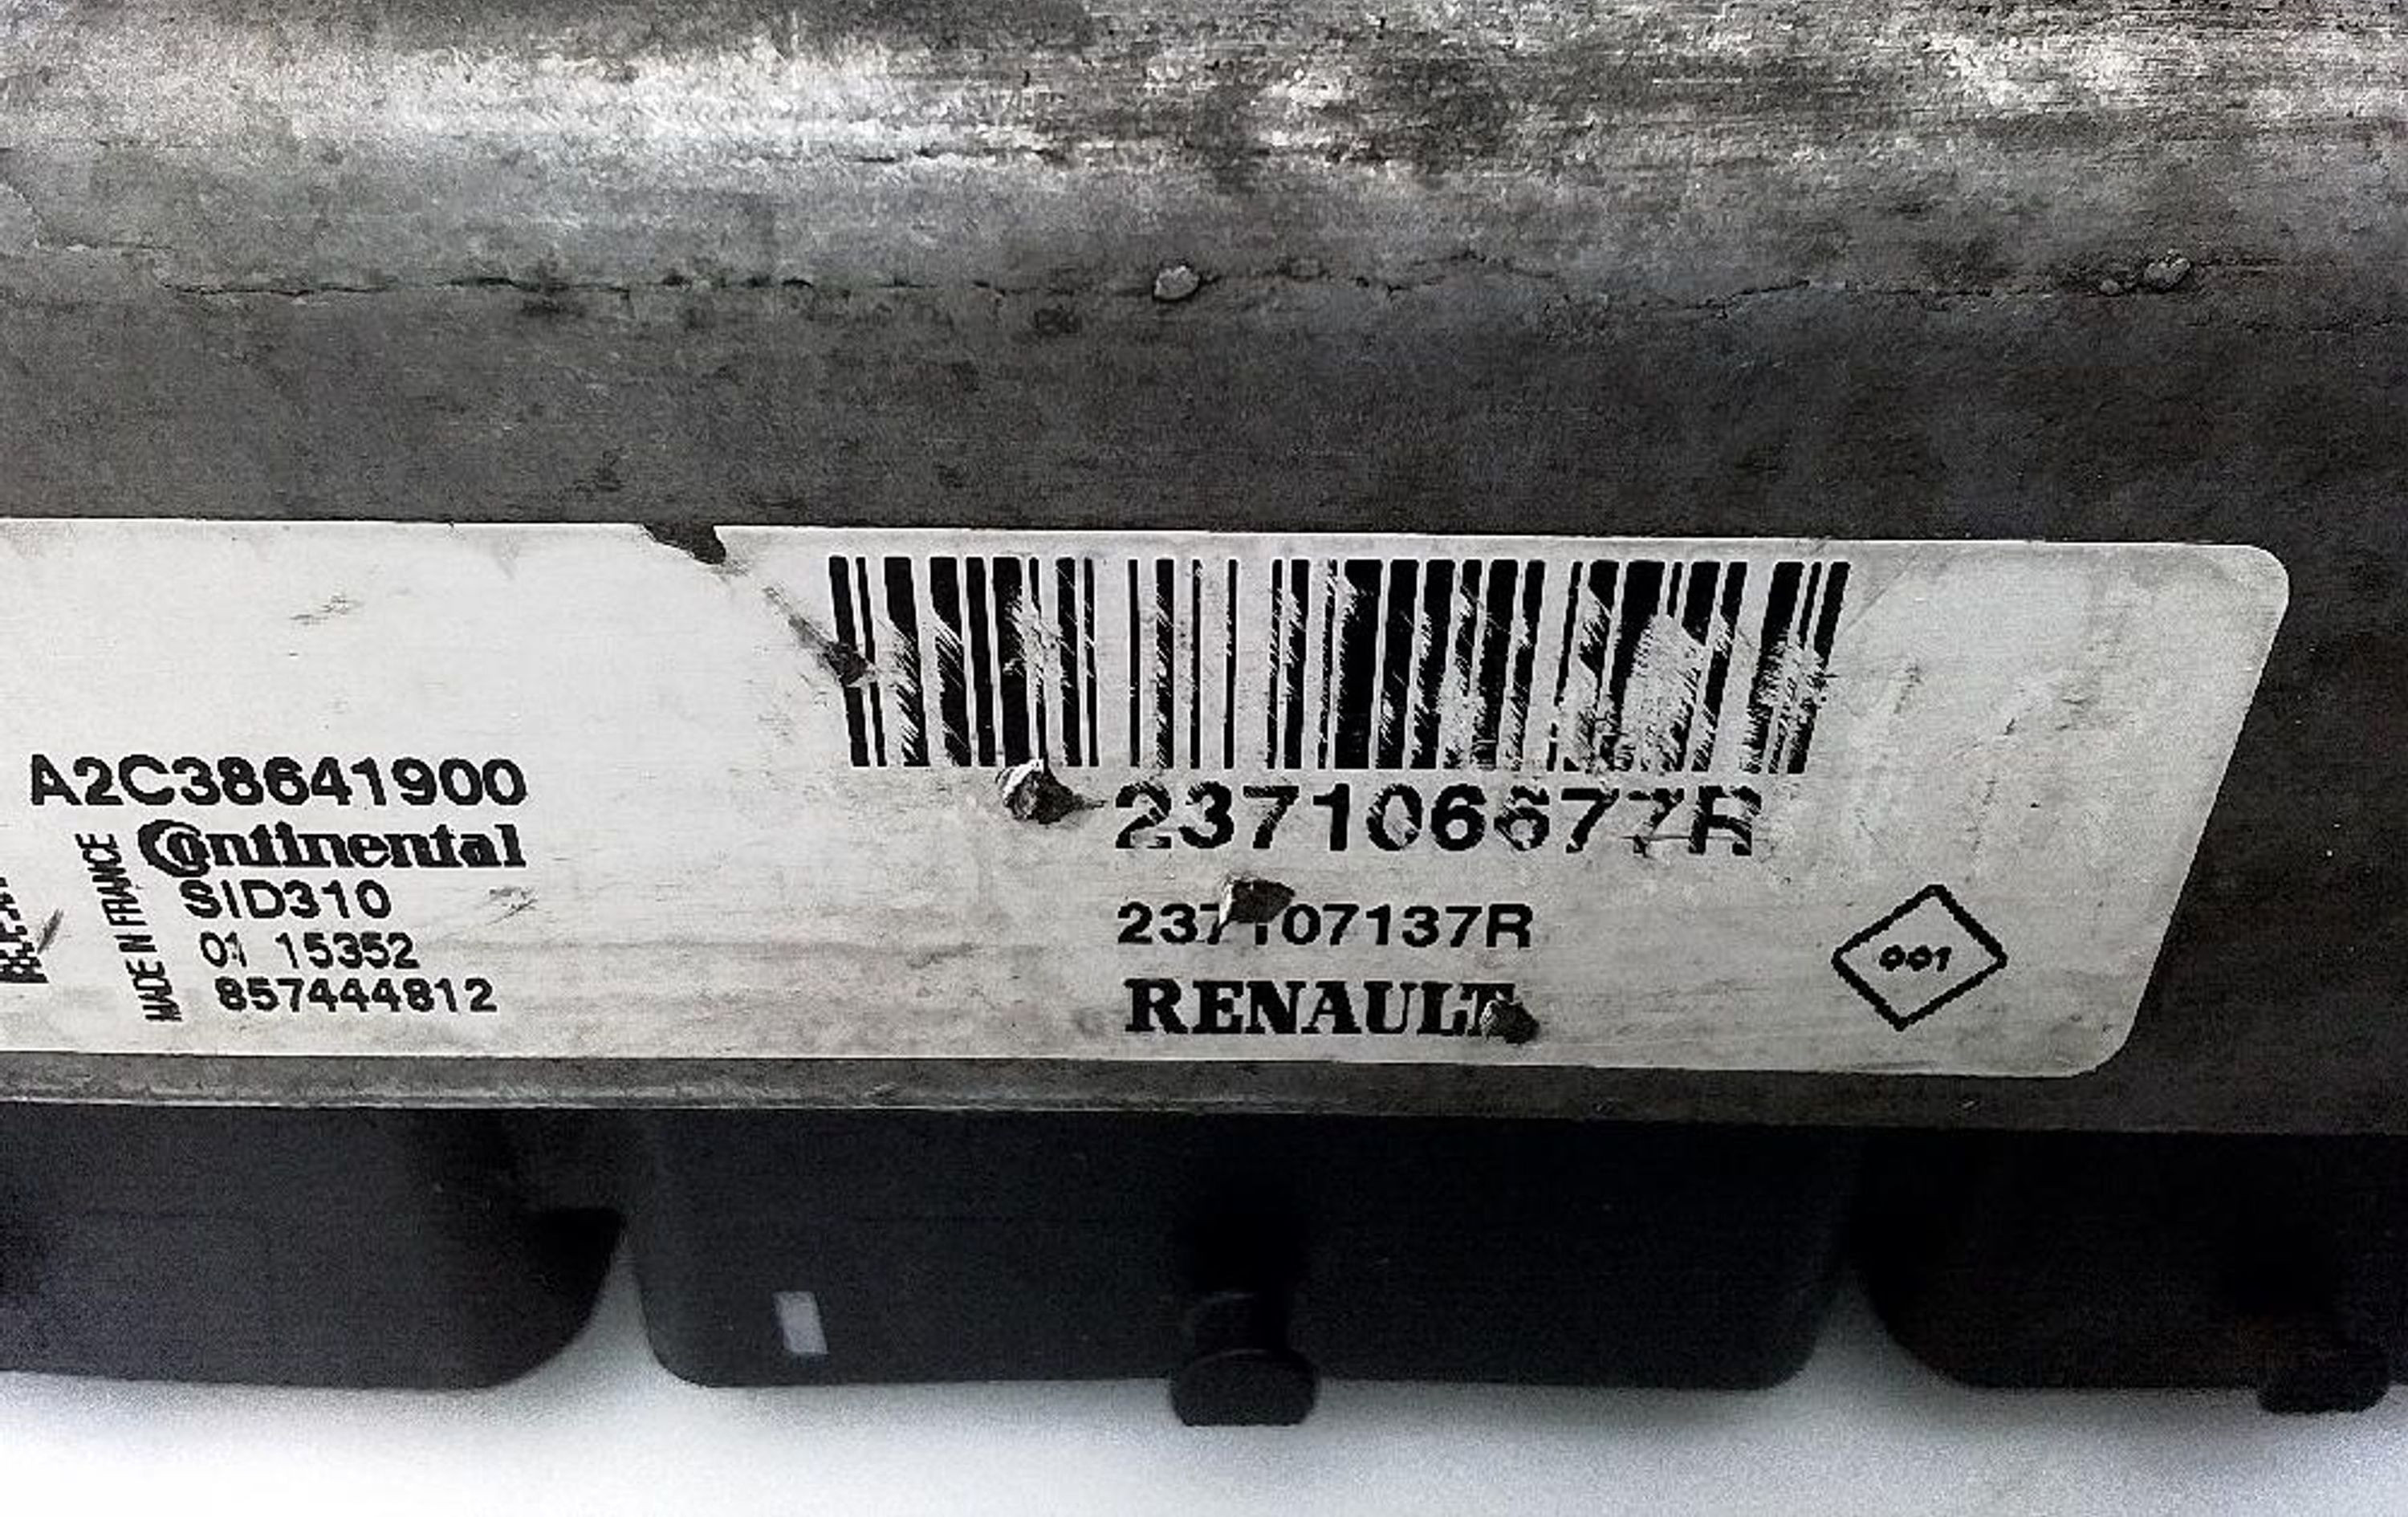 A2C38641900
Continental
SID310
01 15352
857444812
MADE IN FRANCE
237106677R
237107137R
RENAULT
001